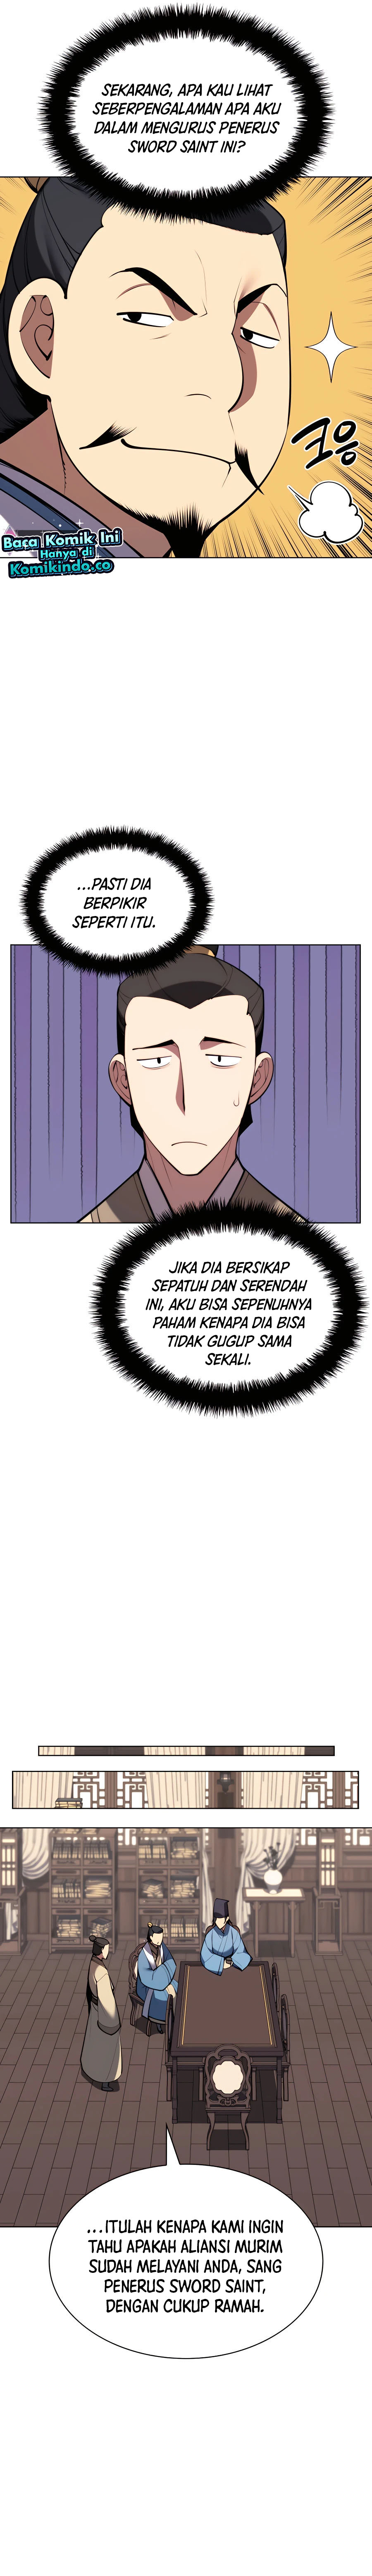 SEKARANG, APA KAU LIHAT
SEBERPENGALAMAN APA AKU
DALAM MENGURUS PENERUS
SWORD SAINT INI?
크응
Baca Komik Ini
Hanya di
Komikindo.co
...PASTI DIA
BERPIKIR
SEPERTI ITU.
JIKA DIA BERSIKAP
SEPATUH DAN SERENDAH
INI, AKU BISA SEPENUHNYA
PAHAM KENAPA DIA BISA
TIDAK GUGUP SAMA
SEKALI.
...ITULAH KENAPA KAMI INGIN
TAHU APAKAH ALIANSI MURIM
SUDAH MELAYANI ANDA, SANG
PENERUS SWORD SAINT,
DENGAN CUKUP RAMAH.